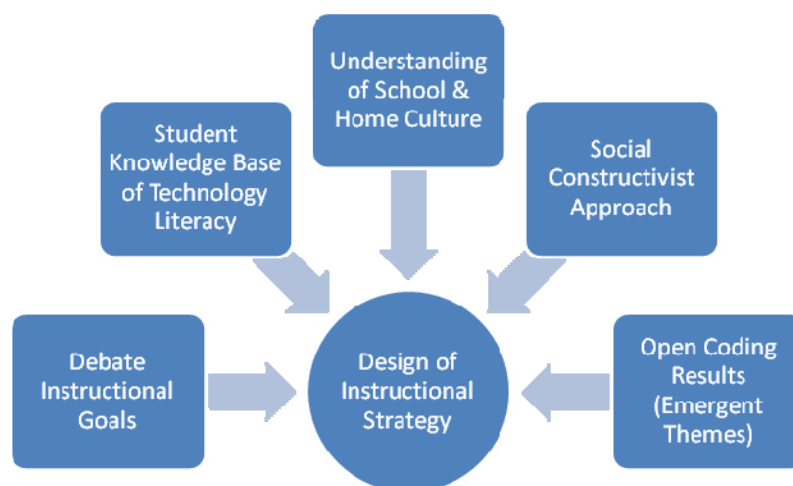 Understanding
of School &
Home Culture
Student
Knowledge Base
of Technology
Literacy
Social
Constructivist
Approach
Debate
Instructional
Goals
Design of
Instructional
Strategy
Open Coding
Results
(Emergent
Themes)